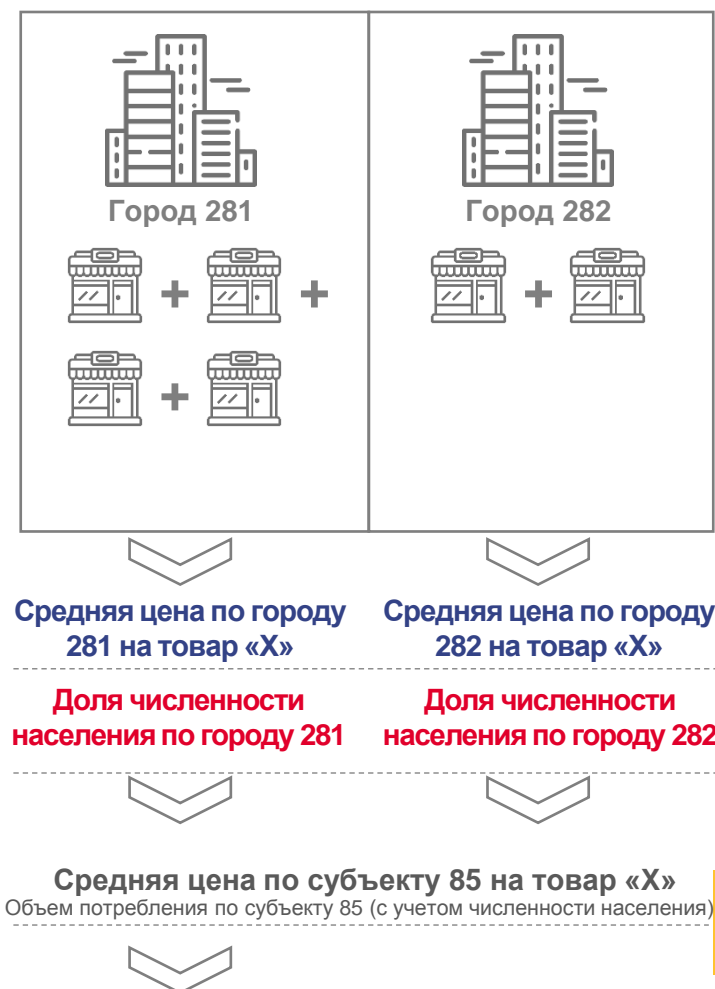 Город 281
Город 282
Средняя цена по городу
281 на товар «X»
Средняя цена по городу
282 на товар «X»
Доля численности
населения по городу 281
Доля численности
населения по городу 282
Средняя цена по субъекту 85 на товар «X»
Объем потребления по субъекту 85 (с учетом численности населения)